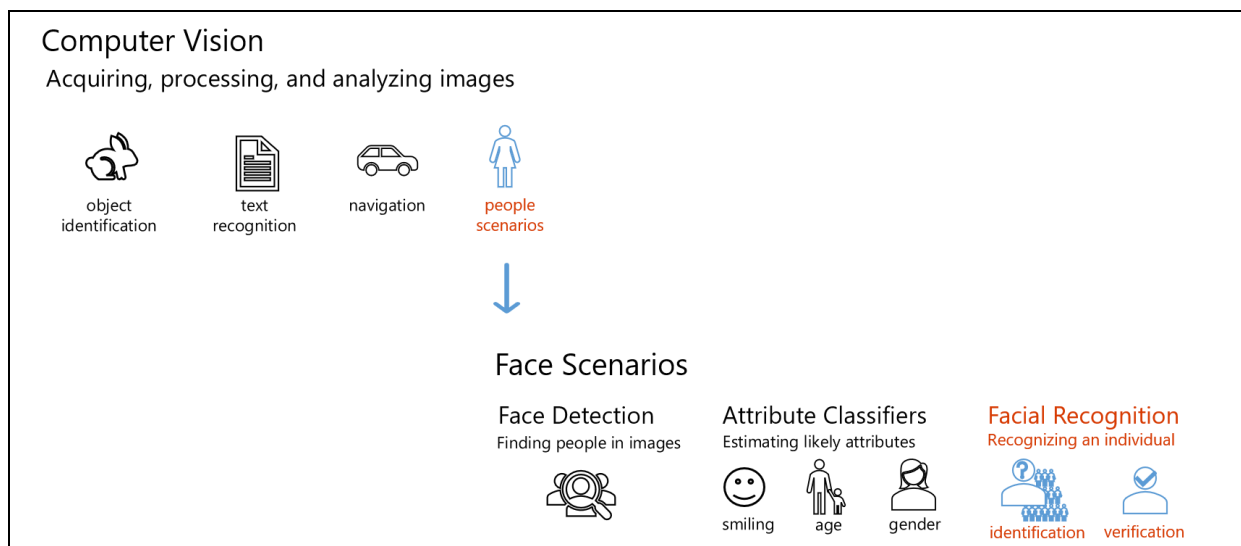 Computer Vision
Acquiring, processing, and analyzing images
object
identification
text
recognition
navigation
people
scenarios
Face Scenarios
Face Detection
Finding people in images
Attribute Classifiers
Estimating likely attributes
smiling
age
gender
Facial Recognition
Recognizing an individual
?
identification
verification